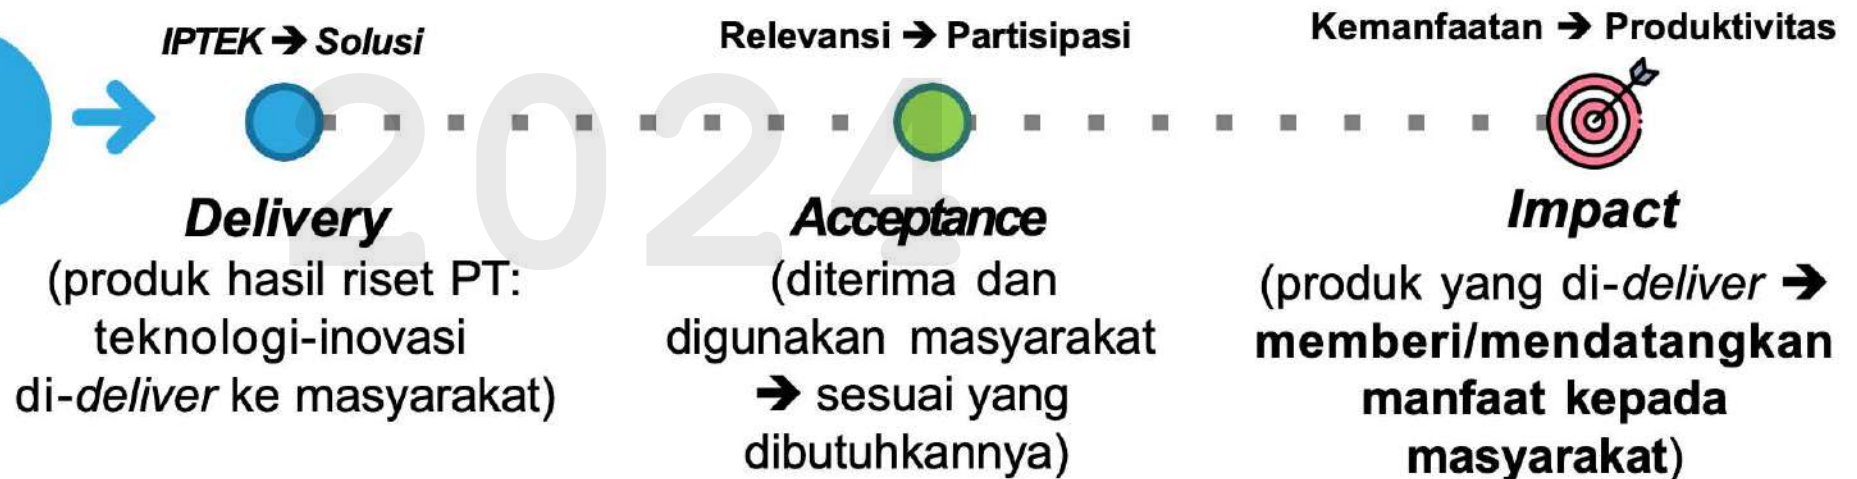 IPTEK ➔ Solusi
Relevansi ➔ Partisipasi
Kemanfaatan ➔ Produktivitas
2024
Delivery
(produk hasil riset PT:
teknologi-inovasi
di-deliver ke masyarakat)
Acceptance
(diterima dan
digunakan masyarakat
➔ sesuai yang
dibutuhkannya)
Impact
(produk yang di-deliver ➔
memberi/mendatangkan
manfaat kepada
masyarakat)